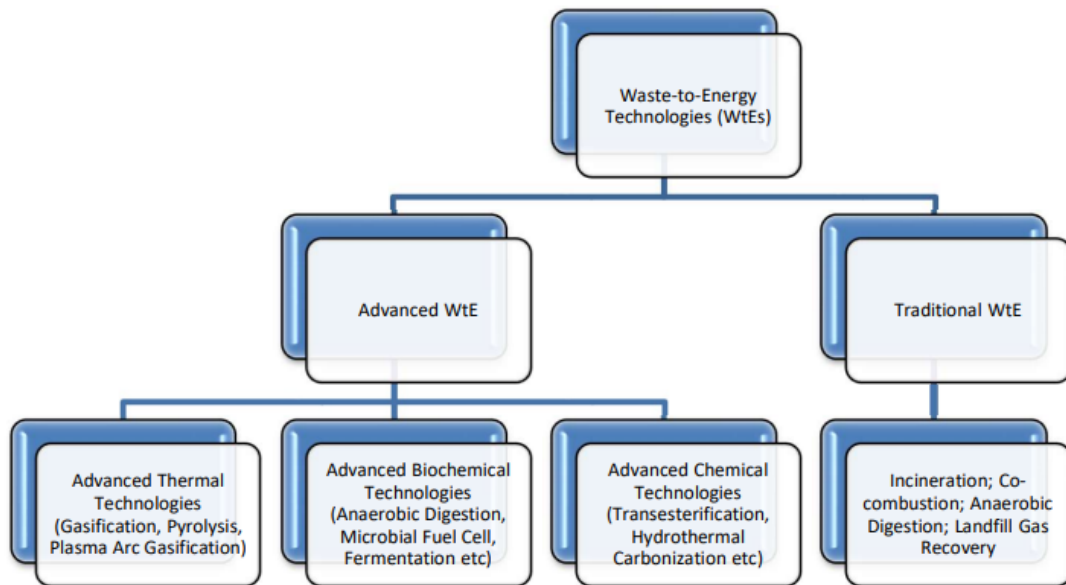 Waste-to-Energy
Technologies (WtEs)
Advanced WtE
Traditional WtE
Advanced Thermal
Technologies
(Gasification, Pyrolysis,
Plasma Arc Gasification)
Advanced Biochemical
Technologies
(Anaerobic Digestion,
Microbial Fuel Cell,
Fermentation etc)
Advanced Chemical
Technologies
(Transesterification,
Hydrothermal
Carbonization etc)
Incineration; Co-
combustion; Anaerobic
Digestion; Landfill Gas
Recovery